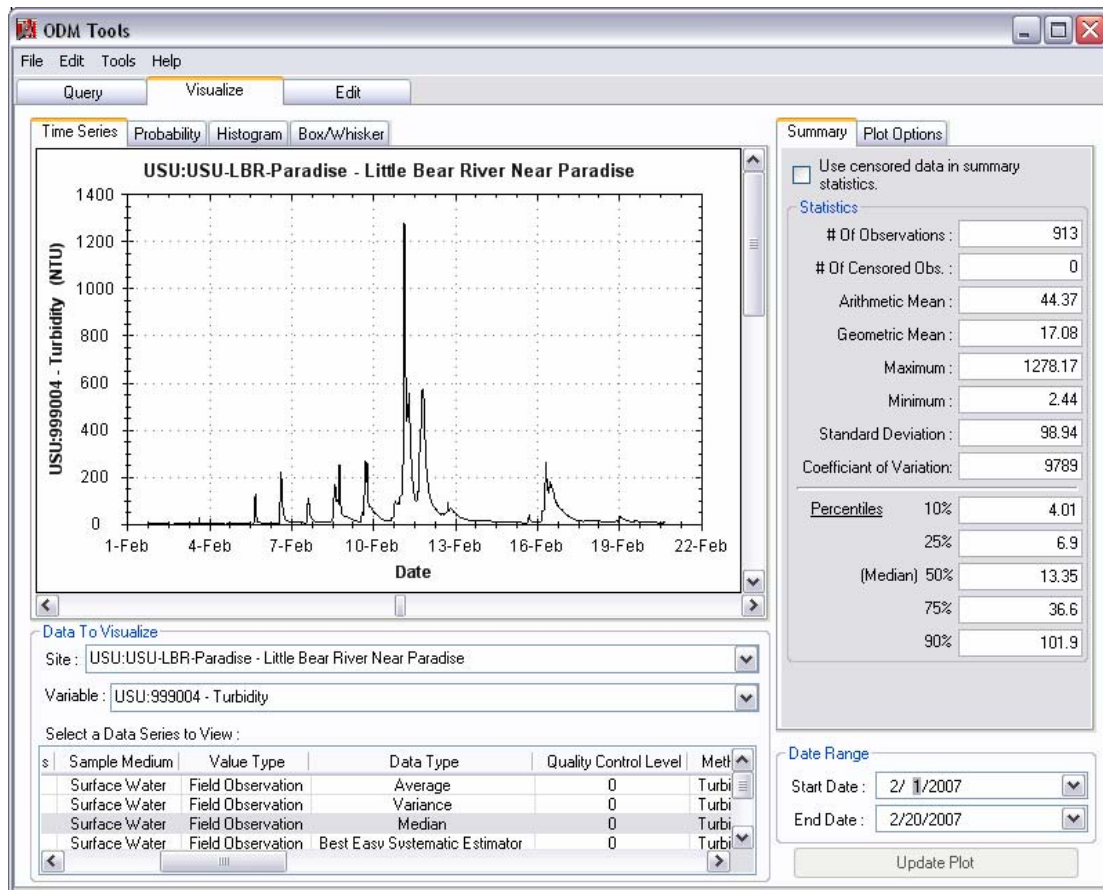 ODM Tools
File Edit Tools Help
Query Visualize Edit
Time Series Probability Histogram Box/Whisker
USU:USU-LBR-Paradise - Little Bear River Near Paradise
USU:999004 - Turbidity (NTU)
1400
1200
1000
800
600
400
200
0
1-Feb 4-Feb 7-Feb 10-Feb 13-Feb 16-Feb 19-Feb 22-Feb
Date
Data To Visualize
Site : USU:USU-LBR-Paradise - Little Bear River Near Paradise
Variable : USU:999004 - Turbidity
Select a Data Series to View :
s Sample Medium Value Type Data Type Quality Control Level Meth
Surface Water Field Observation Average 0 Turbi
Surface Water Field Observation Variance 0 Turbi
Surface Water Field Observation Median 0 Turbi
Surface Water Field Observation Best Easy Systematic Estimator 0 Turbi
Summary Plot Options
Use censored data in summary
statistics.
Statistics
# Of Observations : 913
# Of Censored Obs. : 0
Arithmetic Mean : 44.37
Geometric Mean : 17.08
Maximum : 1278.17
Minimum : 2.44
Standard Deviation : 98.94
Coefficiant of Variation: 9789
Percentiles 10% 4.01
25% 6.9
(Median) 50% 13.35
75% 36.6
90% 101.9
Date Range
Start Date : 2/ 1/2007
End Date : 2/20/2007
Update Plot